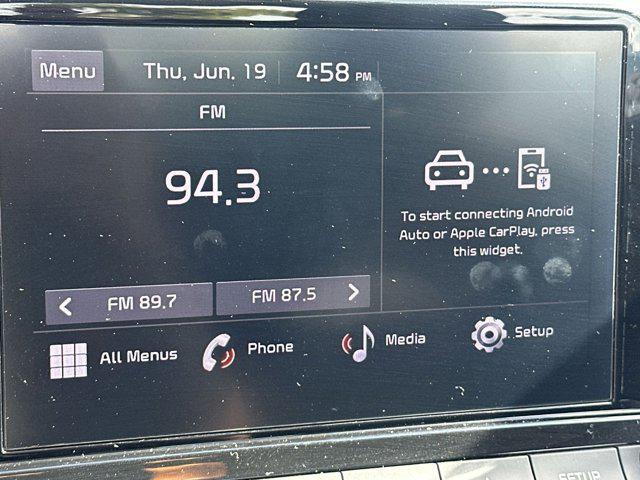 Menu
Thu, Jun. 19
4:58 PM
FM
94.3
FM 89.7
FM 87.5
To start connecting Android
Auto or Apple CarPlay, press
this widget.
All Menus
Phone
Media
Setup
SETUP